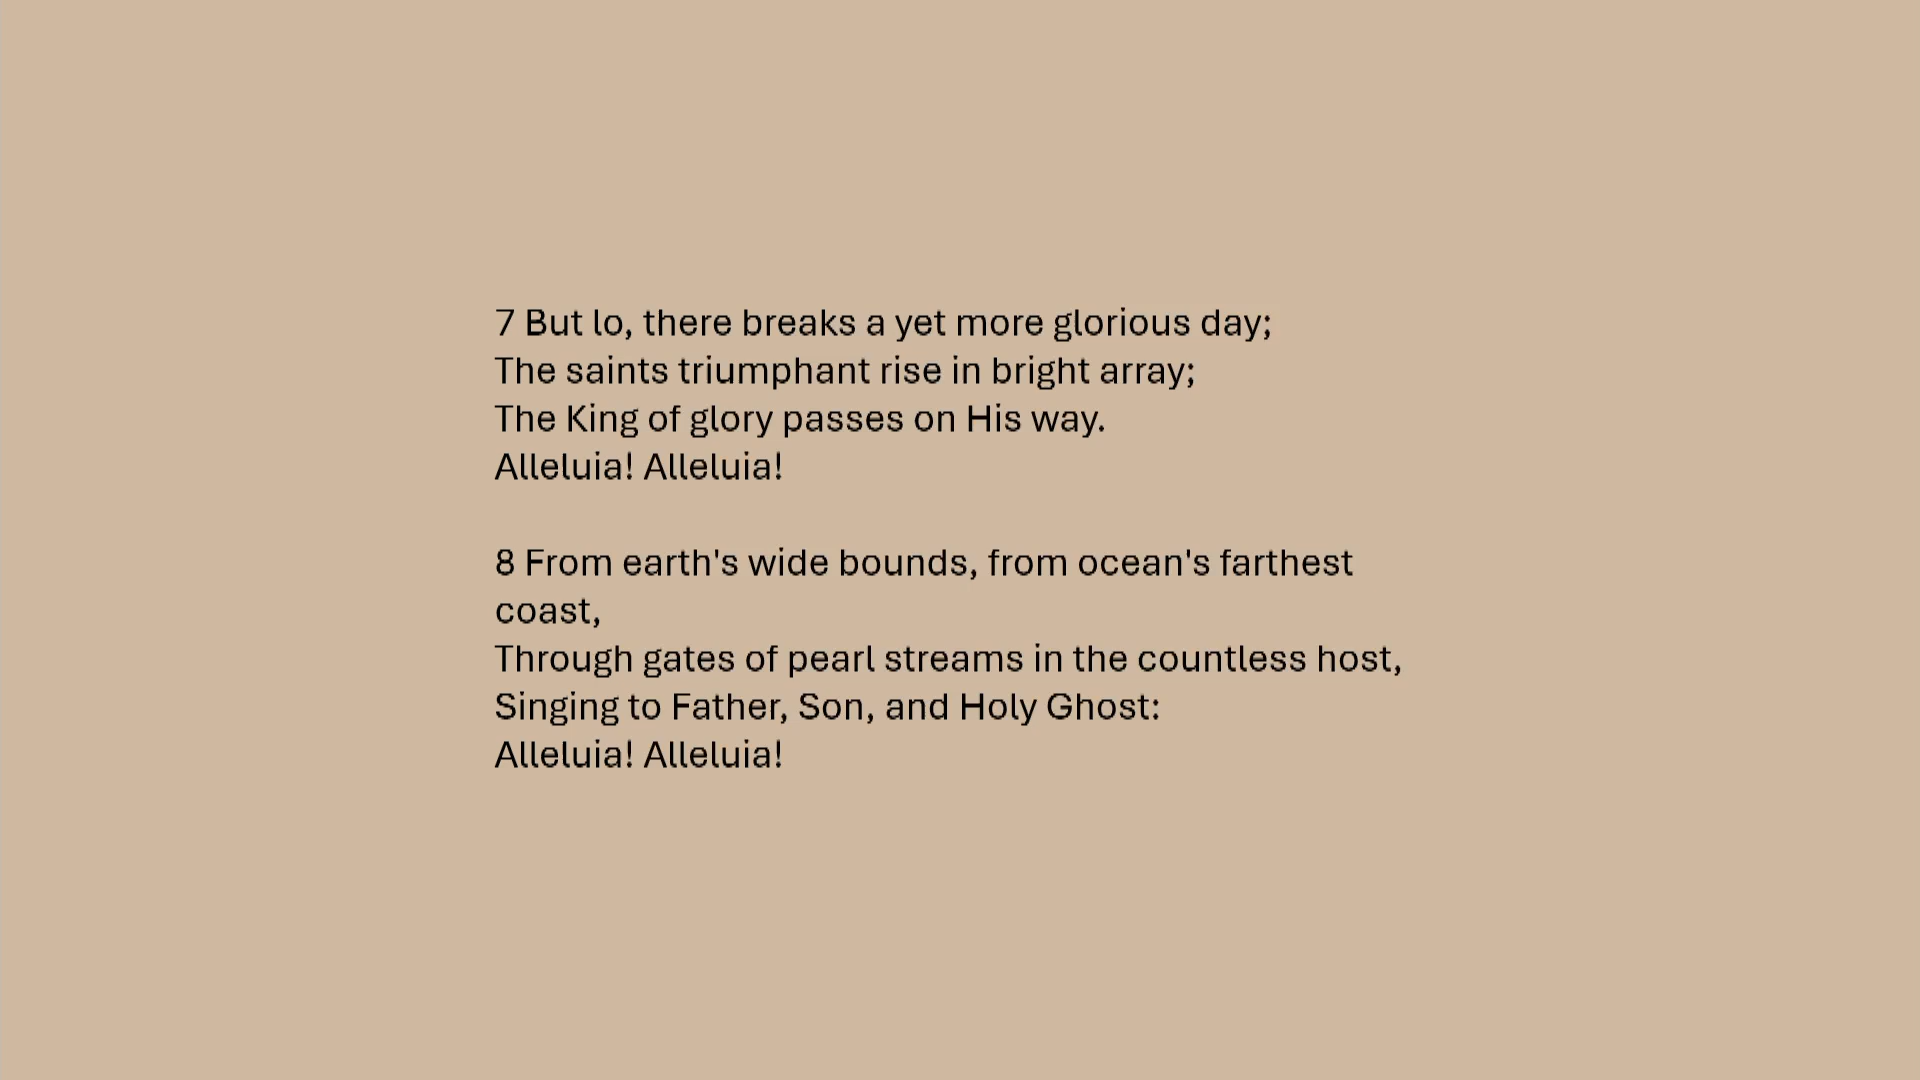 7 But lo, there breaks a yet more glorious day;
The saints triumphant rise in bright array;
The King of glory passes on His way.
Alleluia! Alleluia!
8 From earth's wide bounds, from ocean's farthest
coast,
Through gates of pearl streams in the countless host,
Singing to Father, Son, and Holy Ghost:
Alleluia! Alleluia!